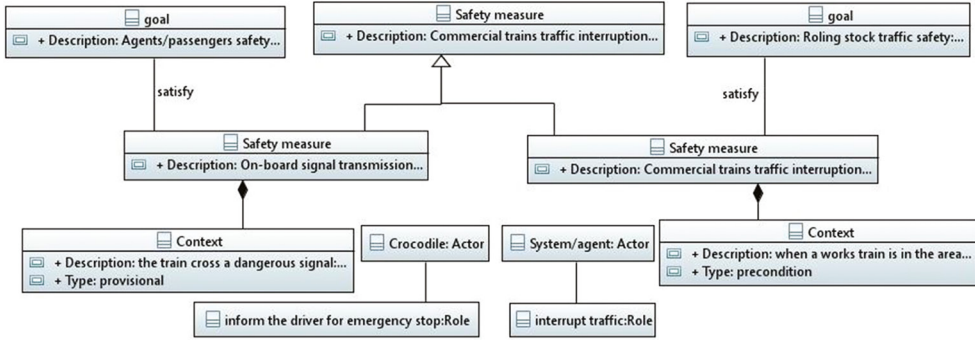 goal
+ Description: Agents/passengers safety...
Safety measure
+ Description: Commercial trains traffic interruption...
goal
+ Description: Roling stock traffic safety:...
satisfy
satisfy
Safety measure
+ Description: On-board signal transmission...
Safety measure
+ Description: Commercial trains traffic interruption...
Context
+ Description: the train cross a dangerous signal:...
+ Type: provisional
Crocodile: Actor
System/agent: Actor
Context
+ Description: when a works train is in the area...
+ Type: precondition
inform the driver for emergency stop:Role
interrupt traffic:Role